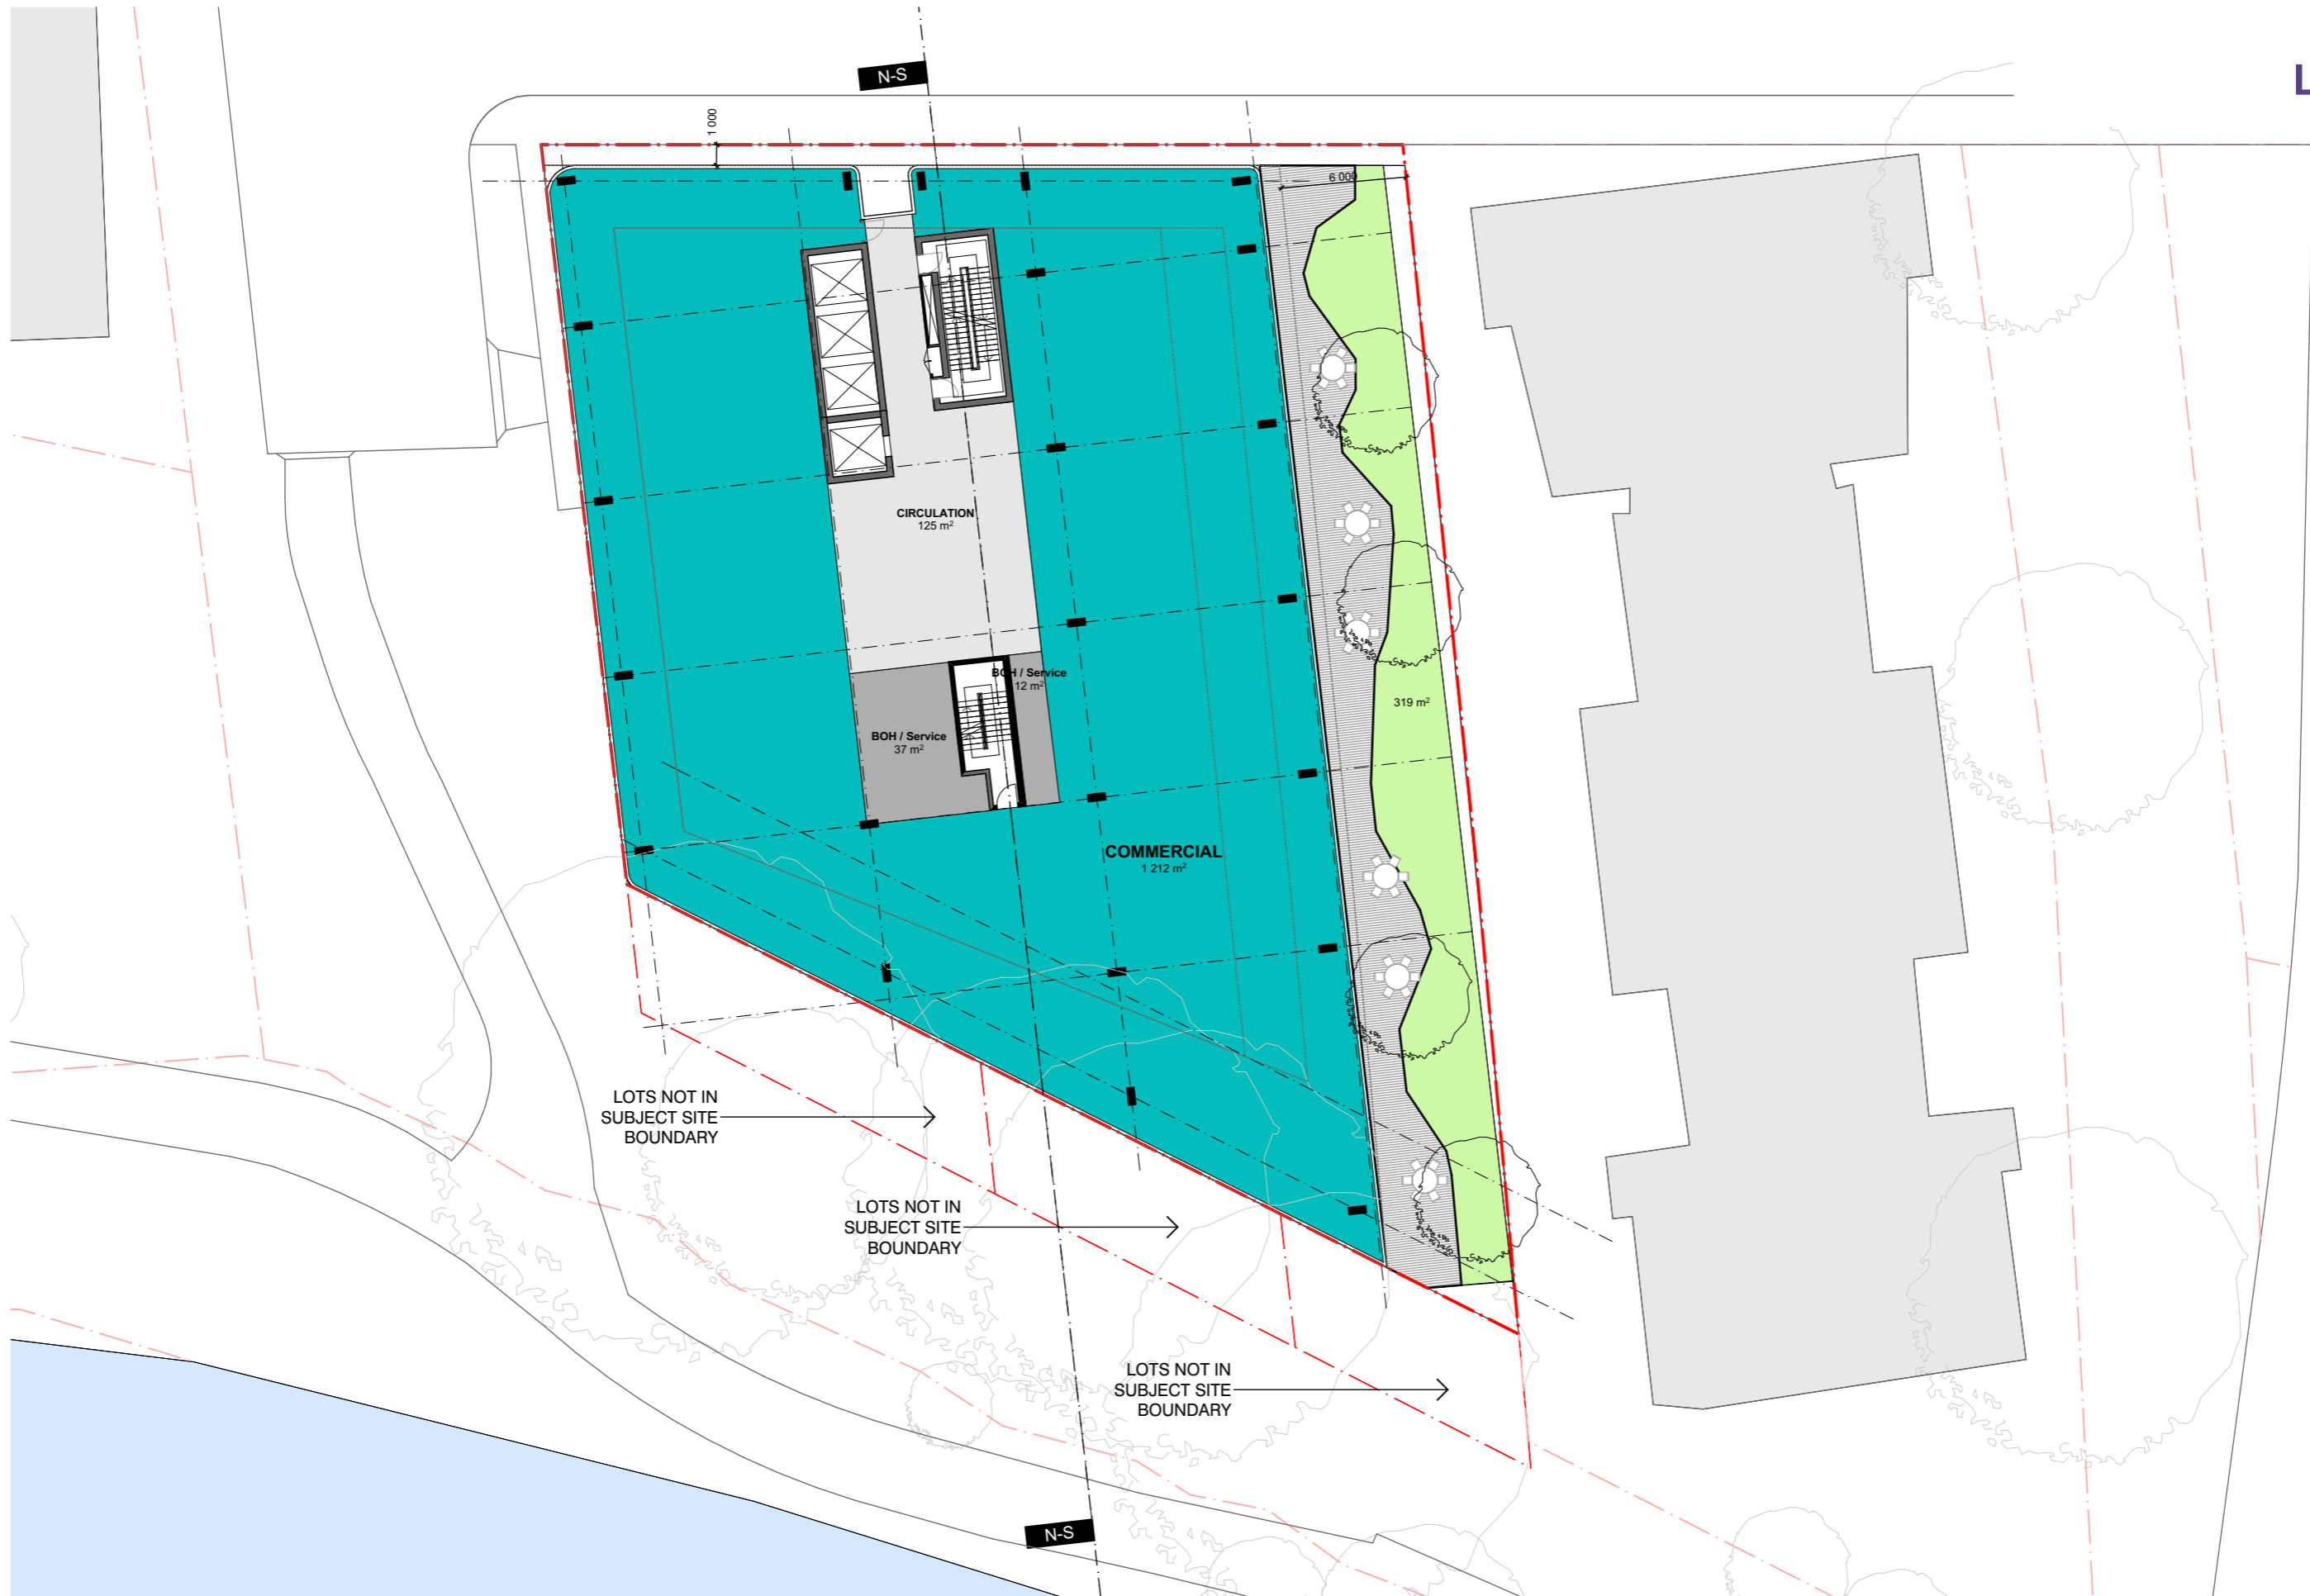 N-S
L
1 000
6 000
CIRCULATION
125 m²
BOH / Service
12 m²
319 m²
BOH / Service
37 m²
COMMERCIAL
1 212 m²
LOTS NOT IN
SUBJECT SITE
BOUNDARY
LOTS NOT IN
SUBJECT SITE
BOUNDARY
LOTS NOT IN
SUBJECT SITE
BOUNDARY
N-S